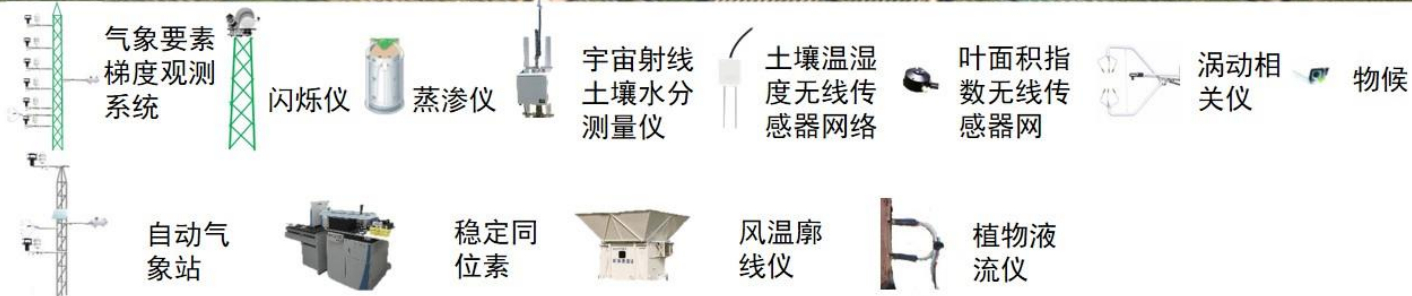 气象要素
梯度观测
系统
闪烁仪
蒸渗仪
宇宙射线
土壤水分
测量仪
土壤温湿
度无线传
感器网络
叶面积指
数无线传
感器网
涡动相
关仪
物候
自动气
象站
稳定同
位素
风温廓
线仪
植物液
流仪